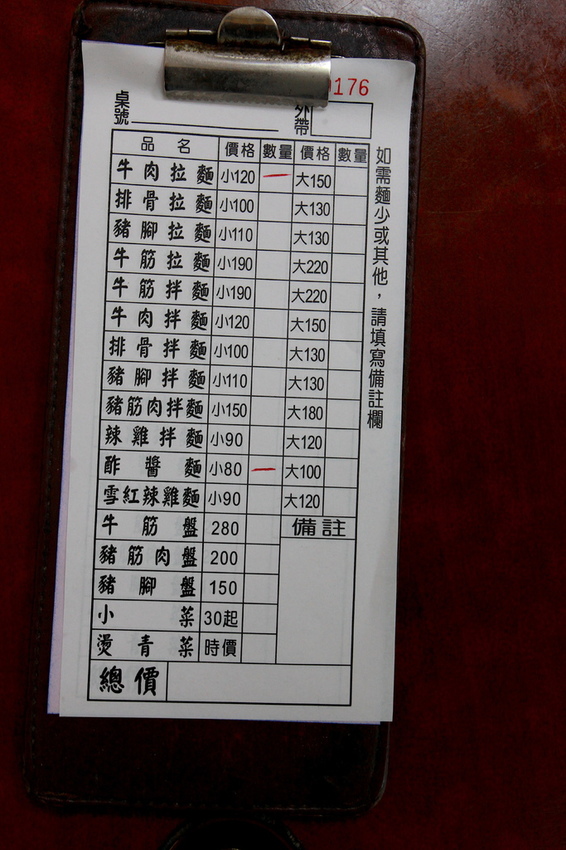 176
桌號
外帶
品名 價格 數量 價格 數量
牛肉拉麵 小120 一 大150
排骨拉麵 小100 大130
豬腳拉麵 小110 大130
牛筋拉麵 小190 大220
牛筋拌麵 小190 大220
牛肉拌麵 小120 大150
排骨拌麵 小100 大130
豬腳拌麵 小110 大130
豬筋肉拌麵 小150 大180
辣雞拌麵 小90 大120
酢醬麵 小80 一 大100
雪紅辣雞麵 小90 大120
牛筋盤 280 備註
豬筋肉盤 200
豬腳盤 150
小菜 30起
燙青菜 時價
總價
如需麵少或其他，請填寫備註欄